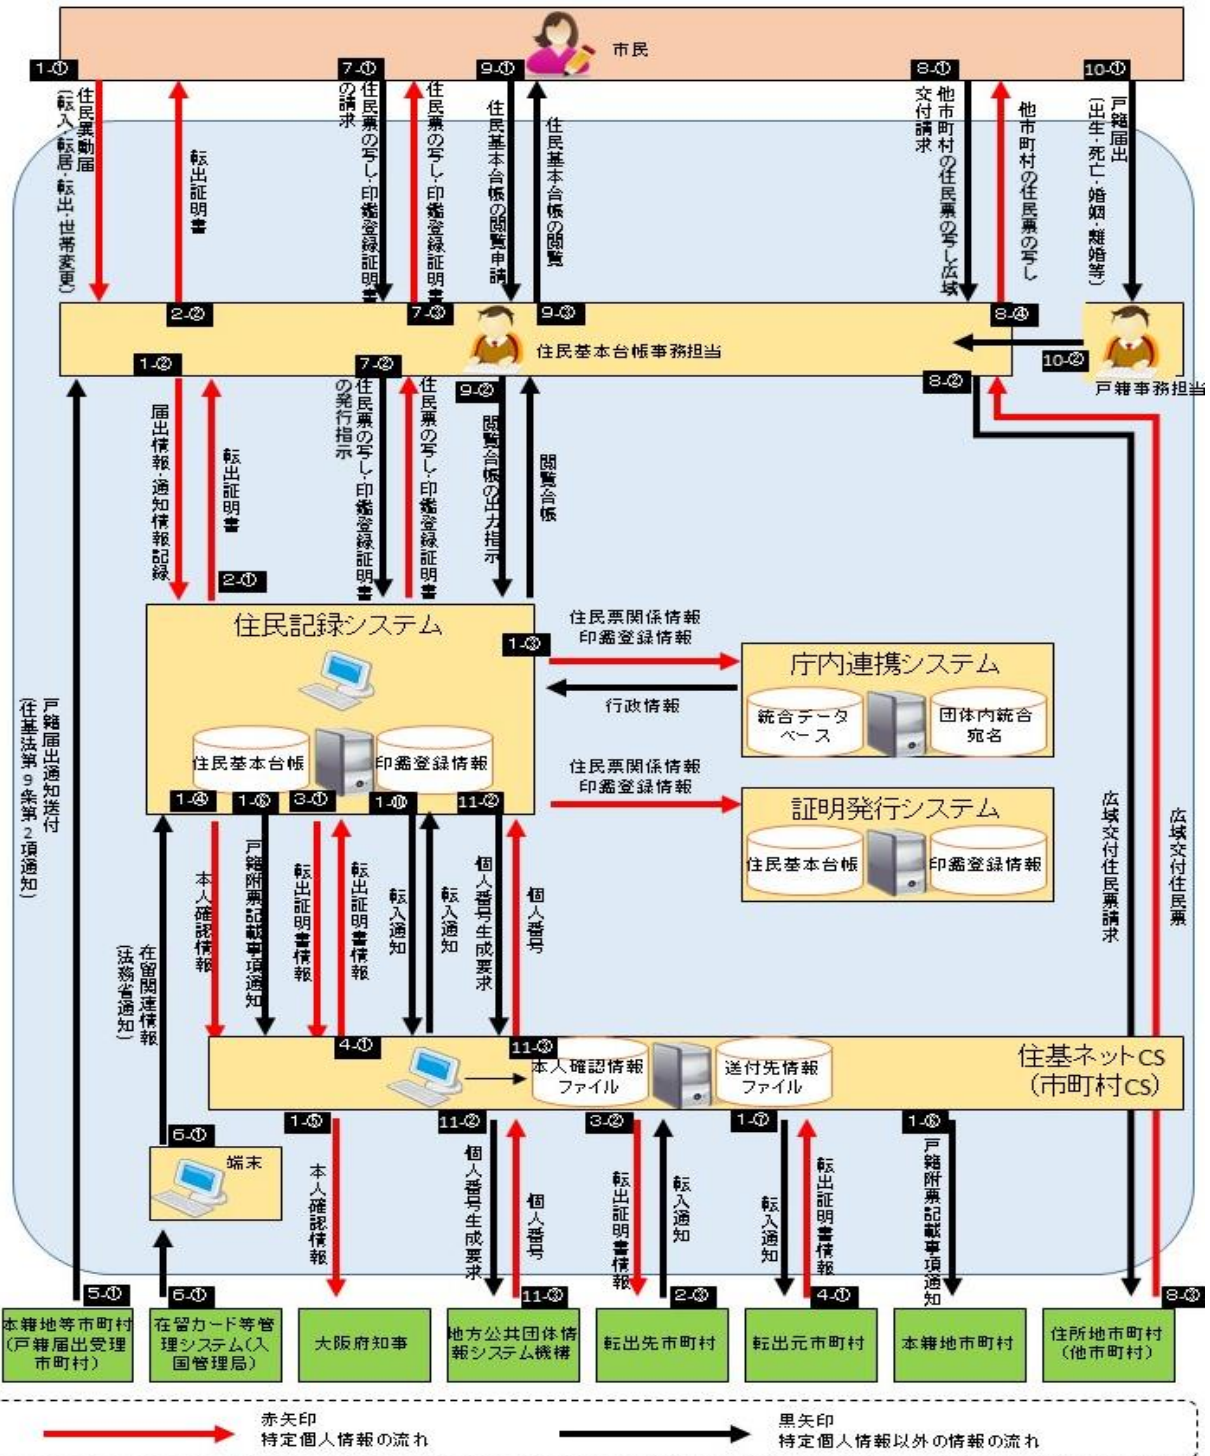 市民
1-①
7-①
9-①
8-①
10-①
住民異動届
(転入・転居・転出・世帯変更)
転出証明書
住民票の写し・印鑑登録証明書
の請求
住民票の写し・印鑑登録証明書
住民基本台帳の閲覧申請
住民基本台帳の閲覧
他市町村の住民票の写し広域
交付請求
他市町村の住民票の写し
戸籍届出
(出生・死亡・婚姻・離婚等)
2-②
7-③
9-③
8-④
住民基本台帳事務担当
1-②
7-②
9-②
8-②
10-②
戸籍事務担当
届出情報・通知情報記録
転出証明書
住民票の写し・印鑑登録証明書
の発行指示
住民票の写し・印鑑登録証明書
閲覧台帳の出力指示
閲覧台帳
2-①
住民記録システム
1-③
住民基本台帳
印鑑登録情報
住民票関係情報
印鑑登録情報
行政情報
庁内連携システム
統合データ
ベース
団体内統合
宛名
住民票関係情報
印鑑登録情報
証明発行システム
住民基本台帳
印鑑登録情報
戸籍届出通知送付
(住基法第9条第2項通知)
広域交付住民票請求
広域交付住民票
1-④
1-⑥
3-①
1-⑩
11-②
本人確認情報
戸籍附票記載事項通知
転出証明書情報
転出証明書情報
転入通知
転入通知
個人番号生成要求
個人番号
在留関連情報
(法務省通知)
4-①
11-③
本人確認情報
ファイル
送付先情報
ファイル
住基ネットCS
(市町村CS)
6-①
端末
1-⑤
11-②
3-②
1-⑦
1-⑥
本人確認情報
個人番号生成要求
個人番号
転出証明書情報
転入通知
転入通知
転出証明書情報
戸籍附票記載事項通知
5-①
6-①
11-③
2-③
4-①
8-③
本籍地等市町村
(戸籍届出受理
市町村)
在留カード等管
理システム(入
国管理局)
大阪府知事
地方公共団体情
報システム機構
転出先市町村
転出元市町村
本籍地市町村
住所地市町村
(他市町村)
赤矢印
特定個人情報の流れ
黒矢印
特定個人情報以外の情報の流れ